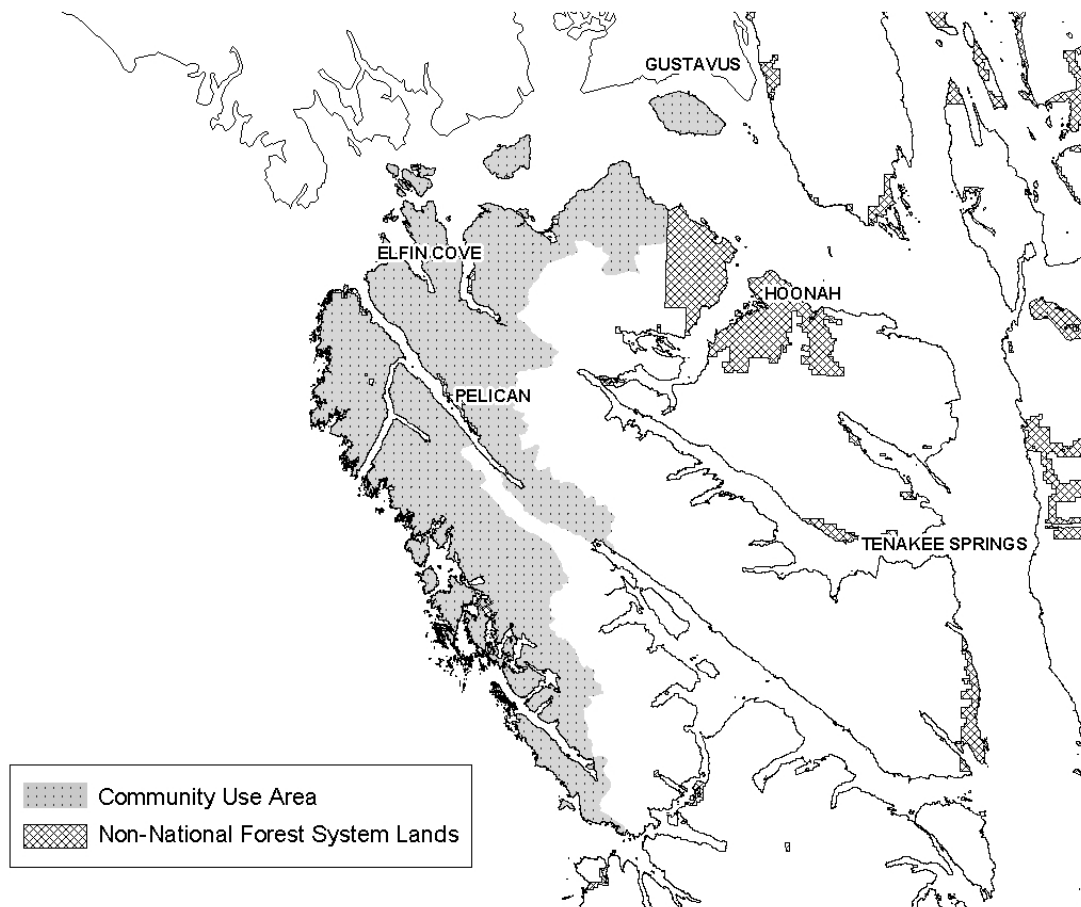 GUSTAVUS
ELFIN COVE
HOONAH
PELICAN
TENAKEE SPRINGS
Community Use Area
Non-National Forest System Lands